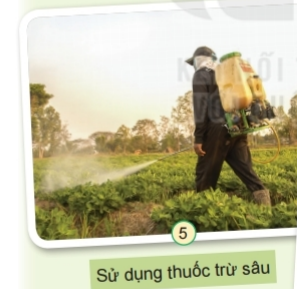 5
Sử dụng thuốc trừ sâu